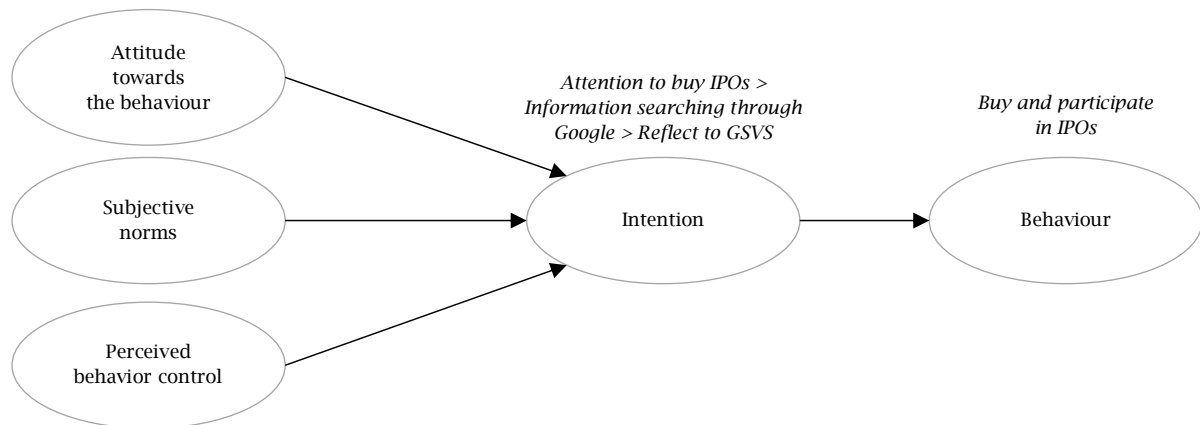 Attitude
towards
the behaviour
Subjective
norms
Perceived
behavior control
Attention to buy IPOs >
Information searching through
Google > Reflect to GSVS
Intention
Buy and participate
in IPOs
Behaviour